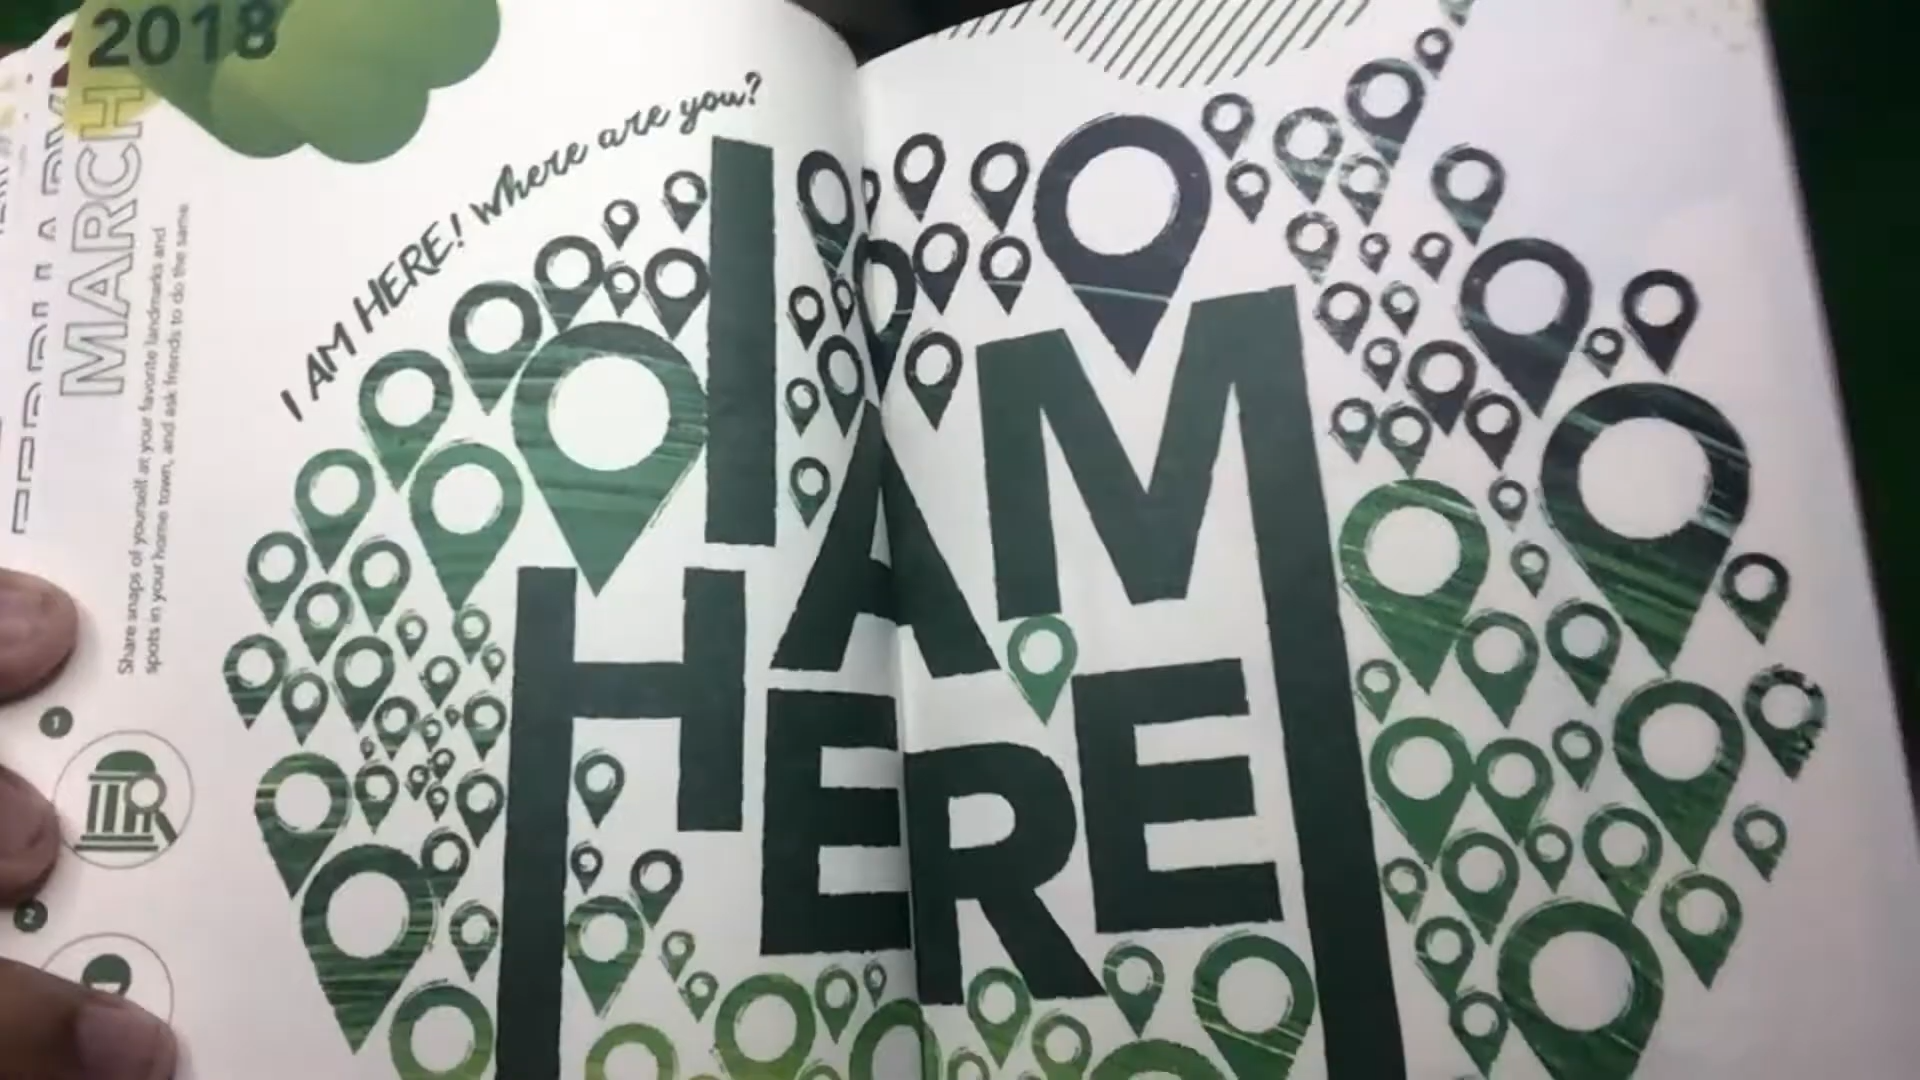 2018
MARCH
I AM HERE! Where are you?
Share snaps of yourself at your favorite landmarks and
spots in your home town, and ask friends to do the same
1
2
I AM
HERE